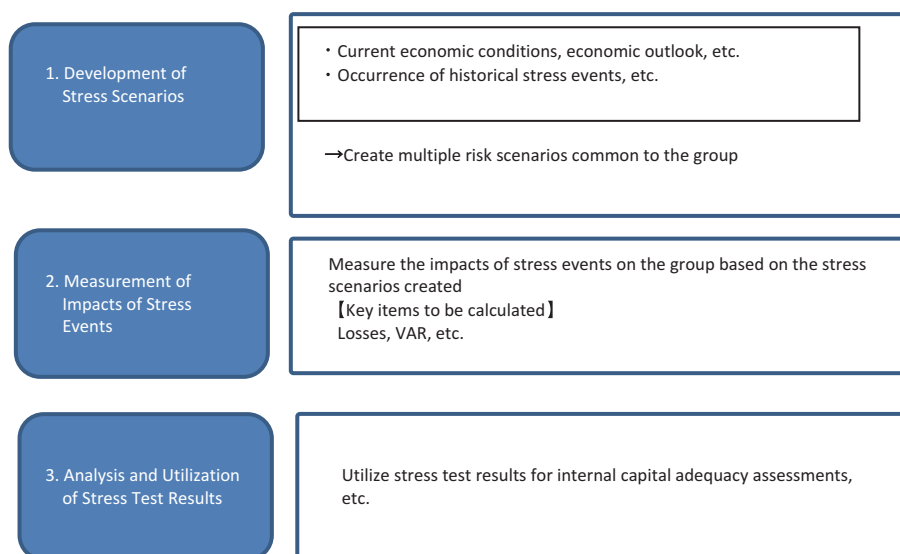 1. Development of
Stress Scenarios
・Current economic conditions, economic outlook, etc.
・Occurrence of historical stress events, etc.
→Create multiple risk scenarios common to the group
2. Measurement of
Impacts of Stress
Events
Measure the impacts of stress events on the group based on the stress
scenarios created
【Key items to be calculated】
Losses, VAR, etc.
3. Analysis and Utilization
of Stress Test Results
Utilize stress test results for internal capital adequacy assessments,
etc.